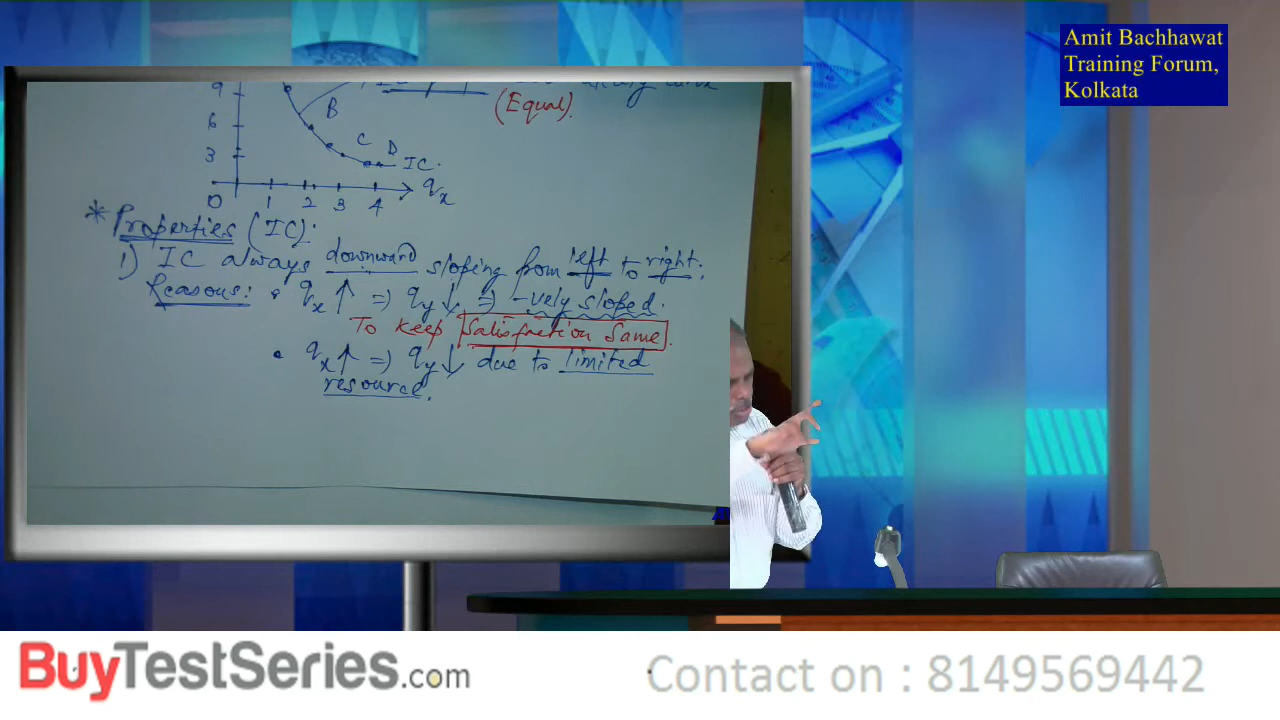 Amit Bachhawat
Training Forum,
Kolkata
9
6
3
B
C
D
IC.
(Equal).
0 1 2 3 4
qx
* Properties (IC):
1) IC always downward sloping from left to right.
Reasons: • qx ↑ => qy ↓ => -vely sloped.
To keep Satisfaction Same.
• qx ↑ => qy ↓ due to limited
resource.
BuyTestSeries.com
Contact on : 8149569442